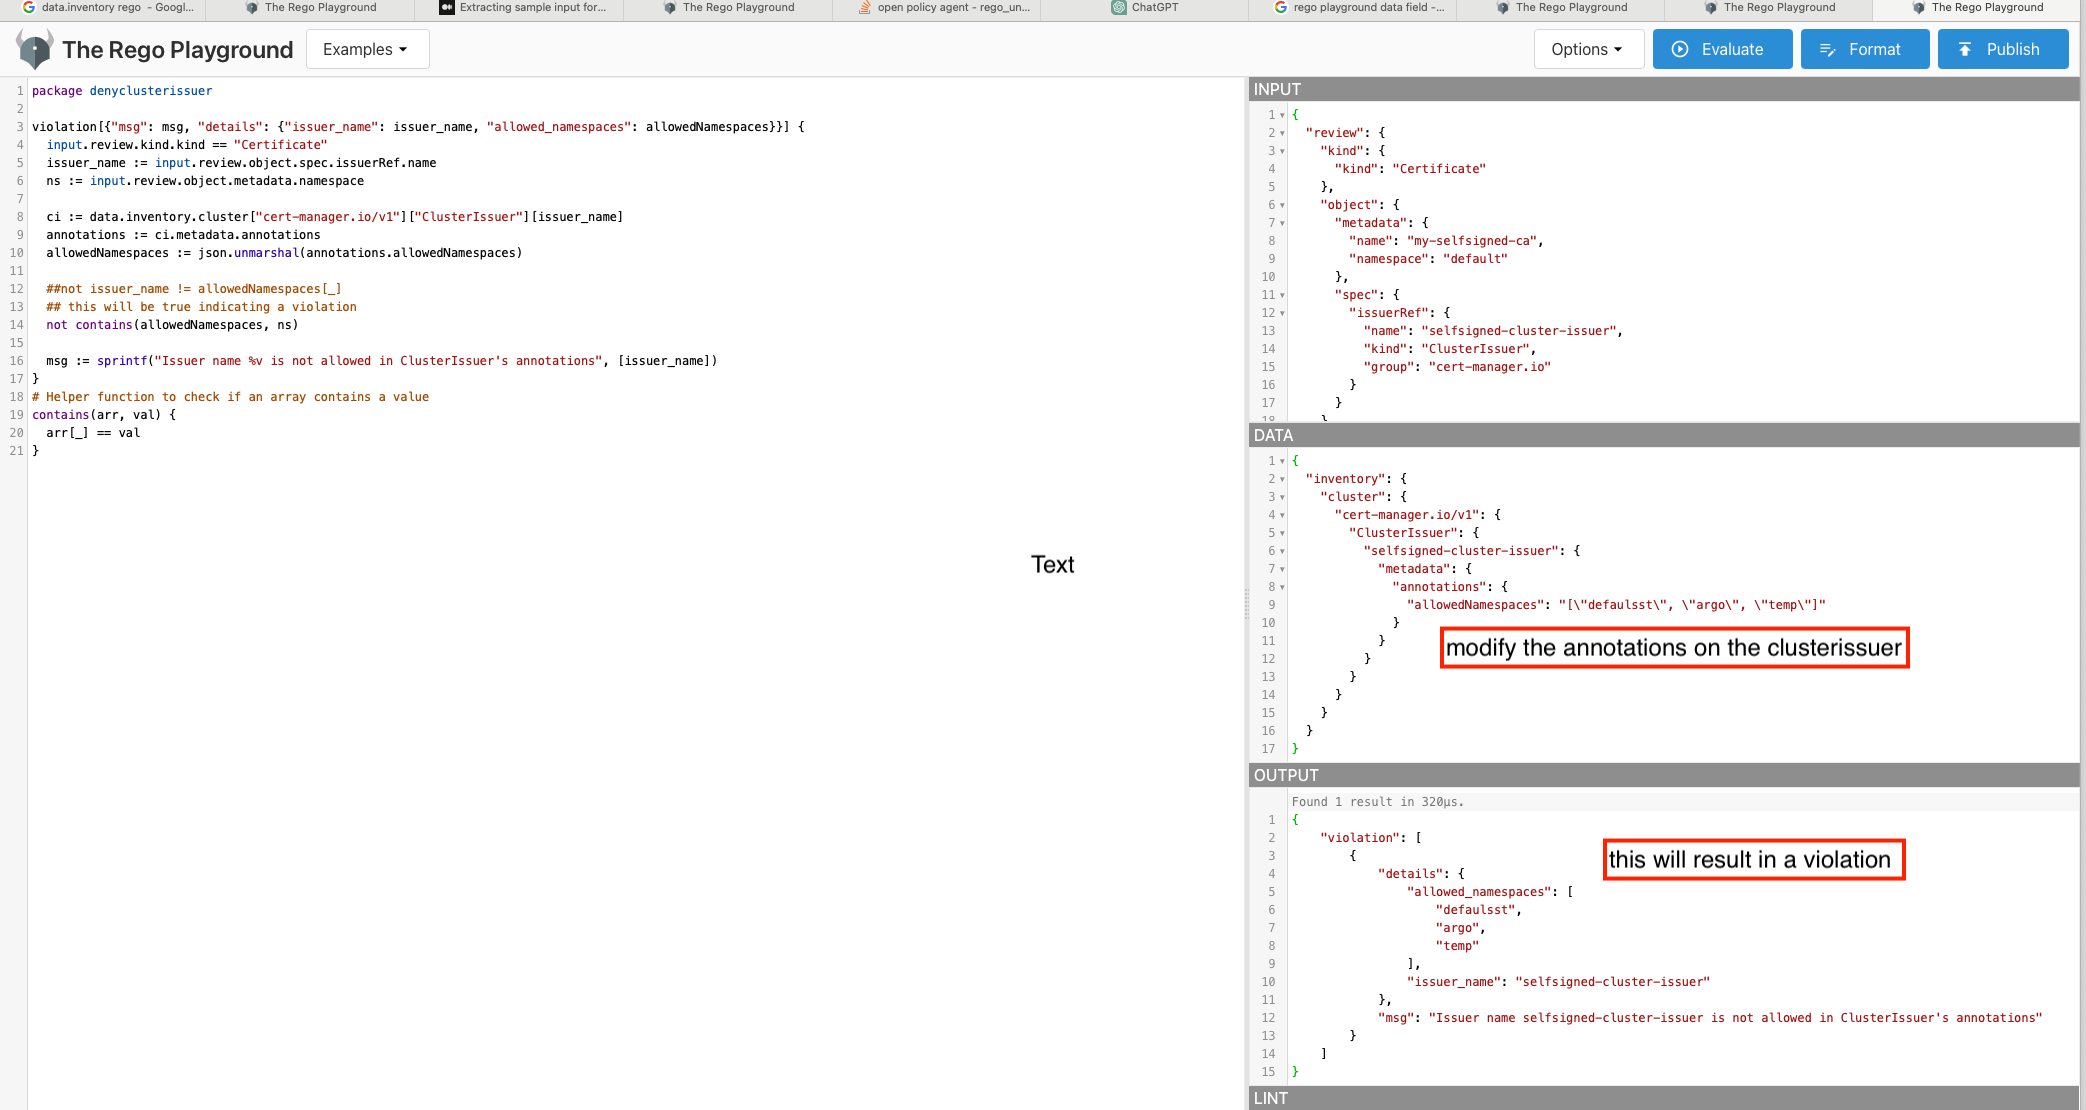 data.inventory rego - Googl...
The Rego Playground
Extracting sample input for...
The Rego Playground
open policy agent - rego_un...
ChatGPT
rego playground data field -...
The Rego Playground
The Rego Playground
The Rego Playground
The Rego Playground
Examples
Options
Evaluate
Format
Publish
1 package denyclusterissuer
2
3 violation[{"msg": msg, "details": {"issuer_name": issuer_name, "allowed_namespaces": allowedNamespaces}}] {
4 input.review.kind.kind == "Certificate"
5 issuer_name := input.review.object.spec.issuerRef.name
6 ns := input.review.object.metadata.namespace
7
8 ci := data.inventory.cluster["cert-manager.io/v1"]["ClusterIssuer"][issuer_name]
9 annotations := ci.metadata.annotations
10 allowedNamespaces := json.unmarshal(annotations.allowedNamespaces)
11
12 ##not issuer_name != allowedNamespaces[_]
13 ## this will be true indicating a violation
14 not contains(allowedNamespaces, ns)
15
16 msg := sprintf("Issuer name %v is not allowed in ClusterIssuer's annotations", [issuer_name])
17 }
18 # Helper function to check if an array contains a value
19 contains(arr, val) {
20 arr[_] == val
21 }
Text
INPUT
1 {
2 "review": {
3 "kind": {
4 "kind": "Certificate"
5 },
6 "object": {
7 "metadata": {
8 "name": "my-selfsigned-ca",
9 "namespace": "default"
10 },
11 "spec": {
12 "issuerRef": {
13 "name": "selfsigned-cluster-issuer",
14 "kind": "ClusterIssuer",
15 "group": "cert-manager.io"
16 }
17 }
18 }
DATA
1 {
2 "inventory": {
3 "cluster": {
4 "cert-manager.io/v1": {
5 "ClusterIssuer": {
6 "selfsigned-cluster-issuer": {
7 "metadata": {
8 "annotations": {
9 "allowedNamespaces": "[\"defaulsst\", \"argo\", \"temp\"]"
10 }
11 }
modify the annotations on the clusterissuer
12 }
13 }
14 }
15 }
16 }
17 }
OUTPUT
Found 1 result in 320µs.
1 {
2 "violation": [
3 {
this will result in a violation
4 "details": {
5 "allowed_namespaces": [
6 "defaulsst",
7 "argo",
8 "temp"
9 ],
10 "issuer_name": "selfsigned-cluster-issuer"
11 },
12 "msg": "Issuer name selfsigned-cluster-issuer is not allowed in ClusterIssuer's annotations"
13 }
14 ]
15 }
LINT